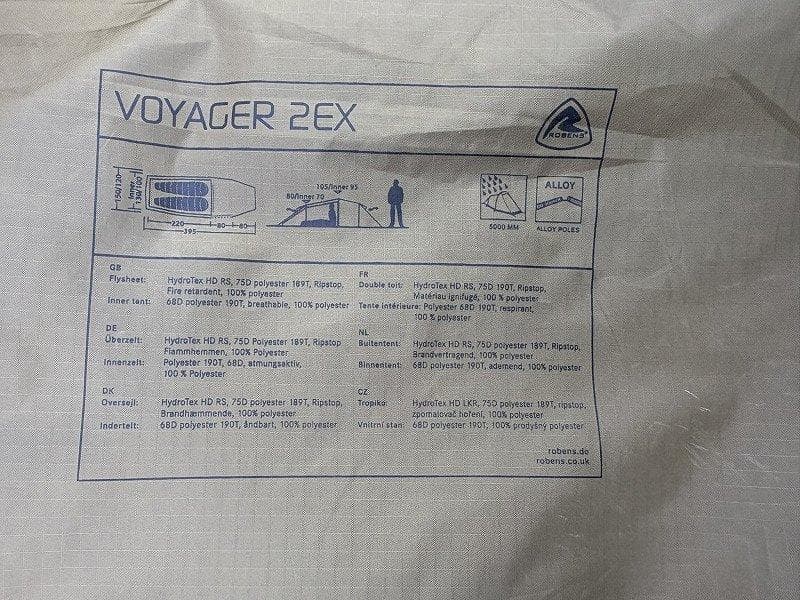 VOYAGER 2EX
ROBENS
150/120
Inner
130/100
220
80
80
395
80/Inner 70
105/Inner 95
5000 MM
ALLOY
ALLOY POLES
GB
Flysheet: HydroTex HD RS, 75D polyester 189T, Ripstop,
Fire retardent, 100% polyester
Inner tent: 68D polyester 190T, breathable, 100% polyester
DE
Überzelt: HydroTex HD RS, 75D Polyester 189T, Ripstop
Flammhemmen, 100% Polyester
Innenzelt: Polyester 190T, 68D, atmungsaktiv,
100 % Polyester
DK
Oversejl: HydroTex HD RS, 75D polyester 189T, Ripstop,
Brandhæmmende, 100% polyester
Indertelt: 68D polyester 190T, åndbart, 100% polyester
FR
Double toit: HydroTex HD RS, 75D 190T, Ripstop,
Matériau ignifugé, 100 % polyester
Tente intérieure: Polyester 68D 190T, respirant,
100 % polyester
NL
Buitentent: HydroTex HD RS, 75D polyester 189T, Ripstop,
Brandvertragend, 100% polyester
Binnentent: 68D polyester 190T, ademend, 100% polyester
CZ
Tropiko: HydroTex HD LKR, 75D polyester 189T, ripstop,
zpomalovač hoření, 100% polyester
Vnitrní stan: 68D polyester 190T, 100% prodyšný polyester
robens.de
robens.co.uk